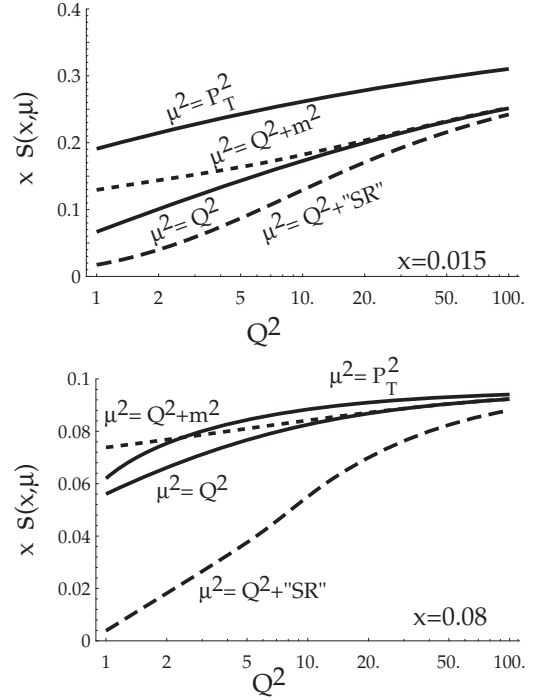 0.4
0.3
0.2
0.1
0
x S(x,μ)
μ²= P_T²
μ²= Q²+m²
μ²= Q²
μ²= Q²+"SR"
x=0.015
1 2 5 10. 20. 50. 100.
Q²
0.1
0.08
0.06
0.04
0.02
0
x S(x,μ)
μ²= P_T²
μ²= Q²+m²
μ²= Q²
μ²= Q²+"SR"
x=0.08
1 2 5 10. 20. 50. 100.
Q²